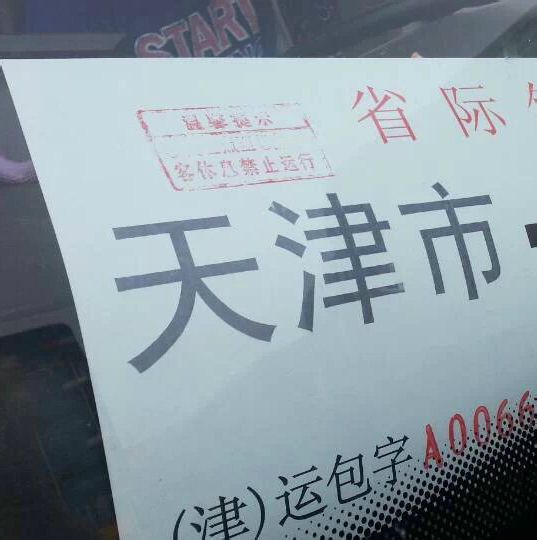 START
省际
温馨提示
客休息禁止运行
天津市
(津)运包字A0066